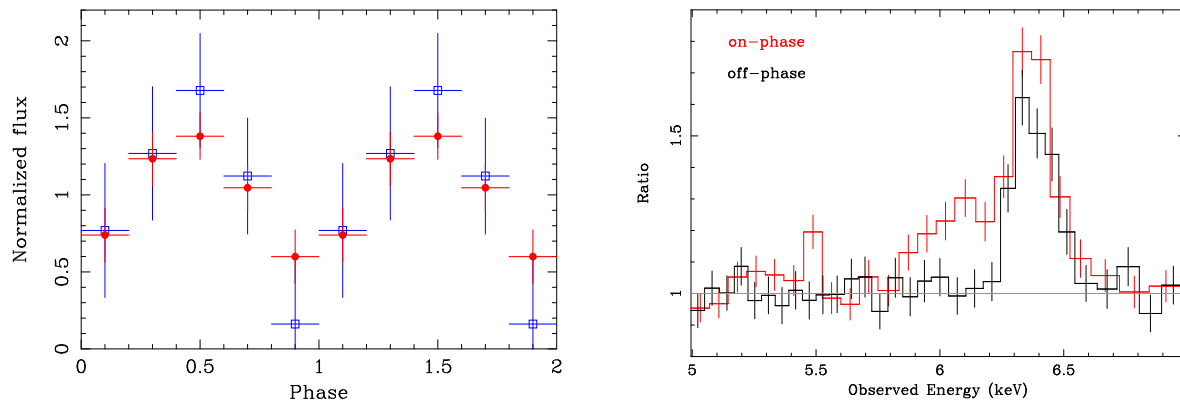 Normalized flux
2
1.5
1
0.5
0
0 0.5 1 1.5 2
Phase
on-phase
off-phase
Ratio
1.5
1
5 5.5 6 6.5
Observed Energy (keV)